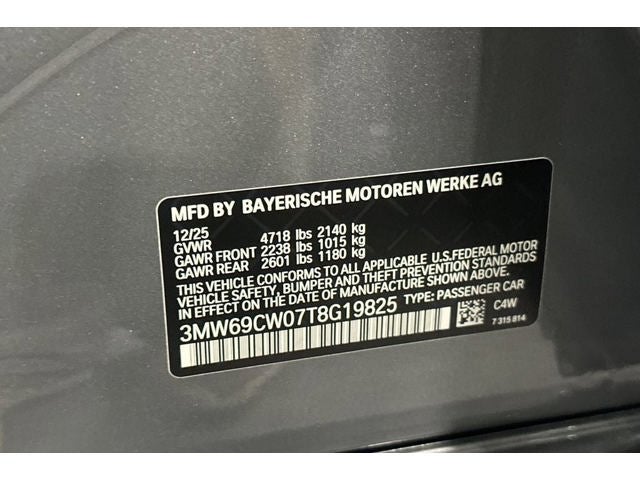 MFD BY BAYERISCHE MOTOREN WERKE AG
12/25
GVWR 4718 lbs 2140 kg
GAWR FRONT 2238 lbs 1015 kg
GAWR REAR 2601 lbs 1180 kg
THIS VEHICLE CONFORMS TO ALL APPLICABLE U.S.FEDERAL MOTOR
VEHICLE SAFETY, BUMPER AND THEFT PREVENTION STANDARDS
IN EFFECT ON THE DATE OF MANUFACTURE SHOWN ABOVE.
3MW69CW07T8G19825 TYPE: PASSENGER CAR
C4W
7 315 814